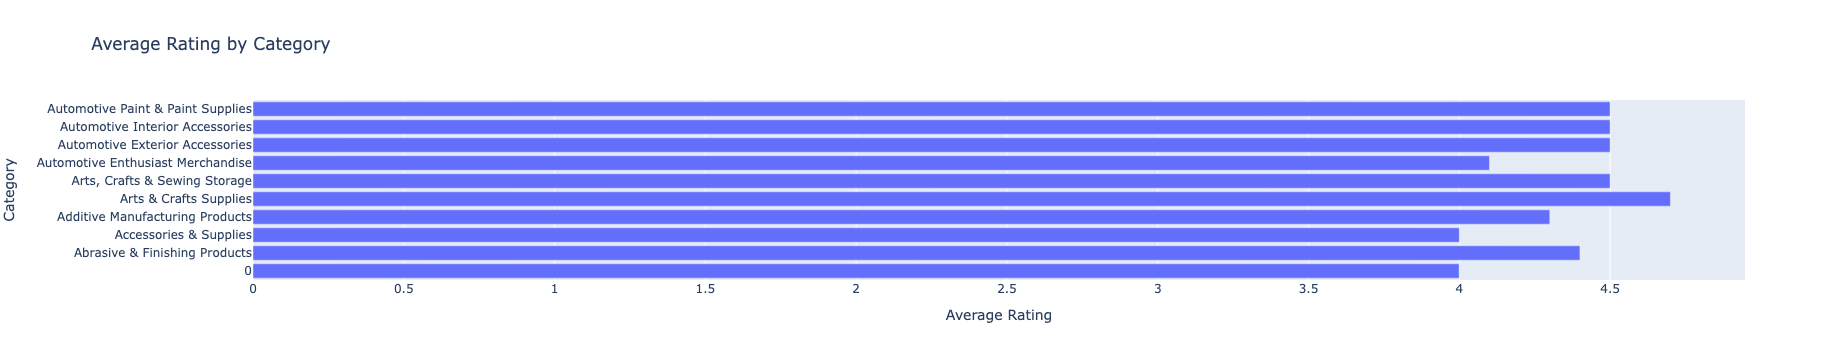 Average Rating by Category
Category
Automotive Paint & Paint Supplies
Automotive Interior Accessories
Automotive Exterior Accessories
Automotive Enthusiast Merchandise
Arts, Crafts & Sewing Storage
Arts & Crafts Supplies
Additive Manufacturing Products
Accessories & Supplies
Abrasive & Finishing Products
0
0 0.5 1 1.5 2 2.5 3 3.5 4 4.5
Average Rating